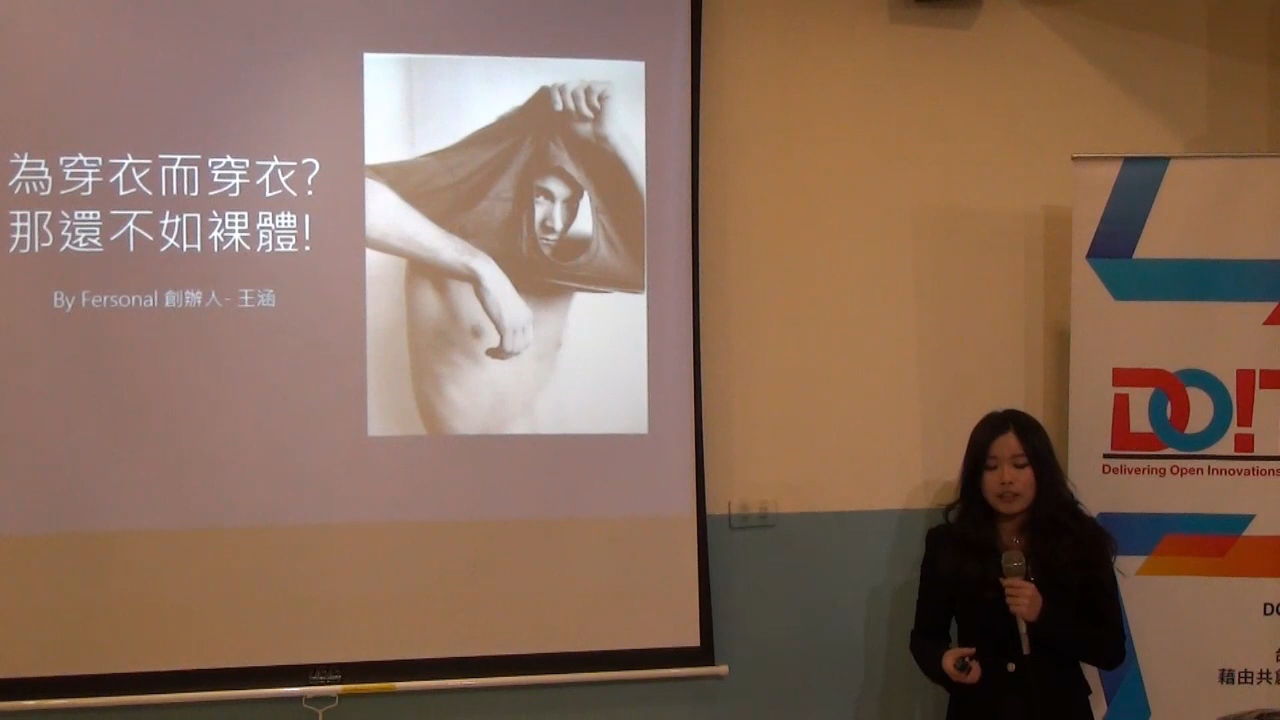 為穿衣而穿衣?
那還不如裸體!
By Fersonal 創辦人- 王涵
DO!T
Delivering Open Innovations
藉由共